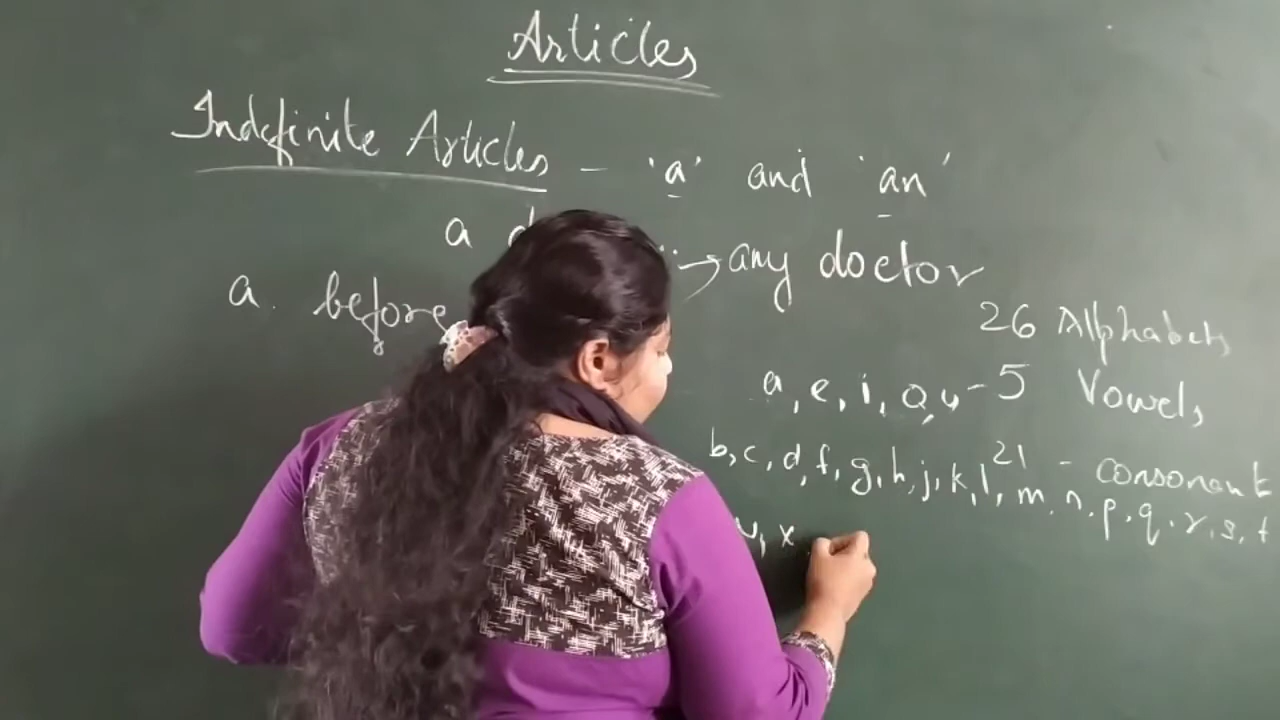 Articles
Indefinite Articles - 'a' and 'an'
a d → any doctor
a. before
26 Alphabets
a, e, i, o, u - 5 Vowels
21 - consonant
b, c, d, f, g, h, j, k, l, m, n, p, q, r, s, t
x